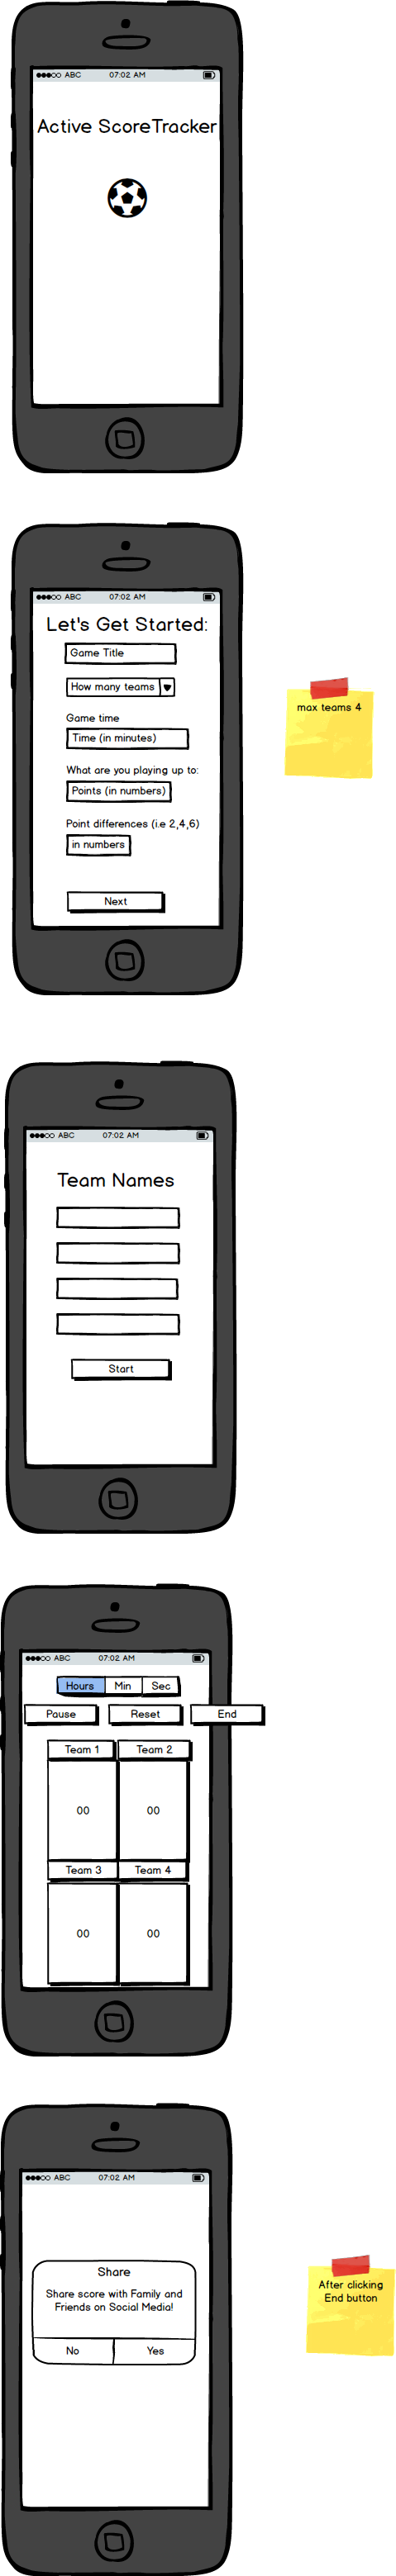 ABC 07:02 AM
Active ScoreTracker
ABC 07:02 AM
Let's Get Started:
Game Title
How many teams
Game time
Time (in minutes)
What are you playing up to:
Points (in numbers)
Point differences (i.e 2,4,6)
in numbers
Next
max teams 4
ABC 07:02 AM
Team Names
Start
ABC 07:02 AM
Hours Min Sec
Pause Reset End
Team 1 Team 2
00 00
Team 3 Team 4
00 00
ABC 07:02 AM
Share
Share score with Family and
Friends on Social Media!
No Yes
After clicking
End button